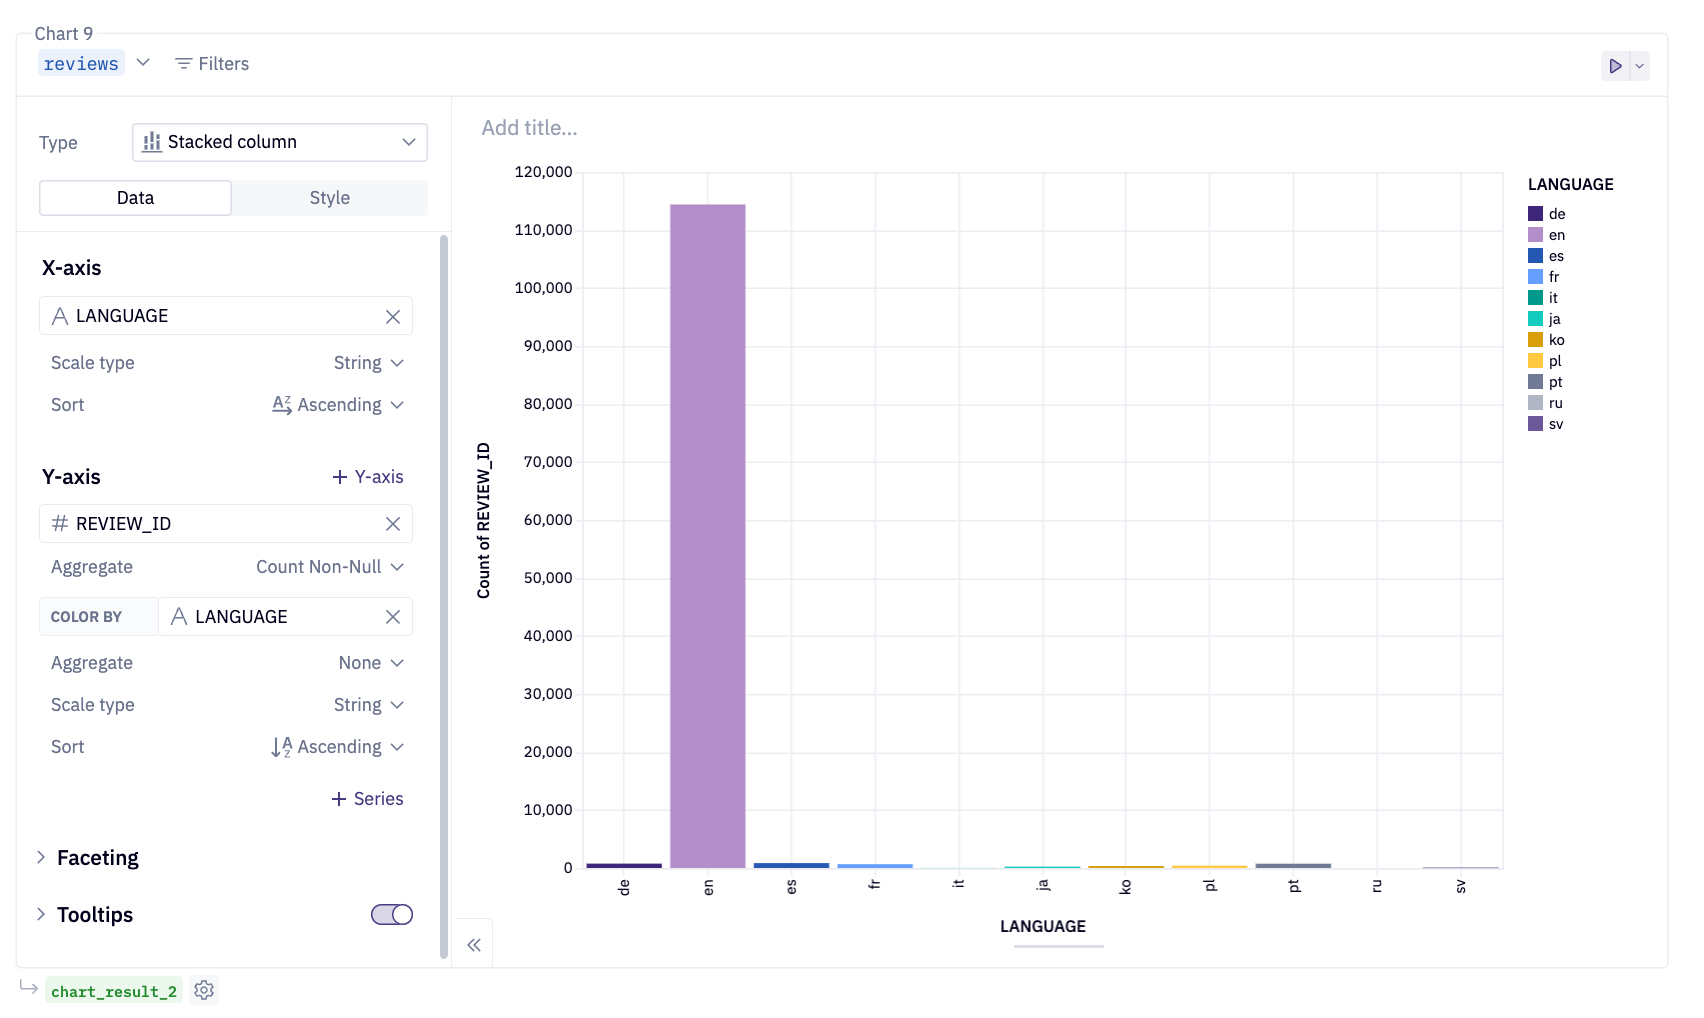 Chart 9
reviews
Filters
Type
Stacked column
Data
Style
X-axis
LANGUAGE
Scale type
String
Sort
Ascending
Y-axis
+ Y-axis
# REVIEW_ID
Aggregate
Count Non-Null
COLOR BY
LANGUAGE
Aggregate
None
Scale type
String
Sort
Ascending
+ Series
Faceting
Tooltips
Add title...
120,000
110,000
100,000
90,000
80,000
70,000
60,000
50,000
40,000
30,000
20,000
10,000
0
Count of REVIEW_ID
de
en
es
fr
it
ja
ko
pl
pt
ru
sv
LANGUAGE
LANGUAGE
de
en
es
fr
it
ja
ko
pl
pt
ru
sv
chart_result_2